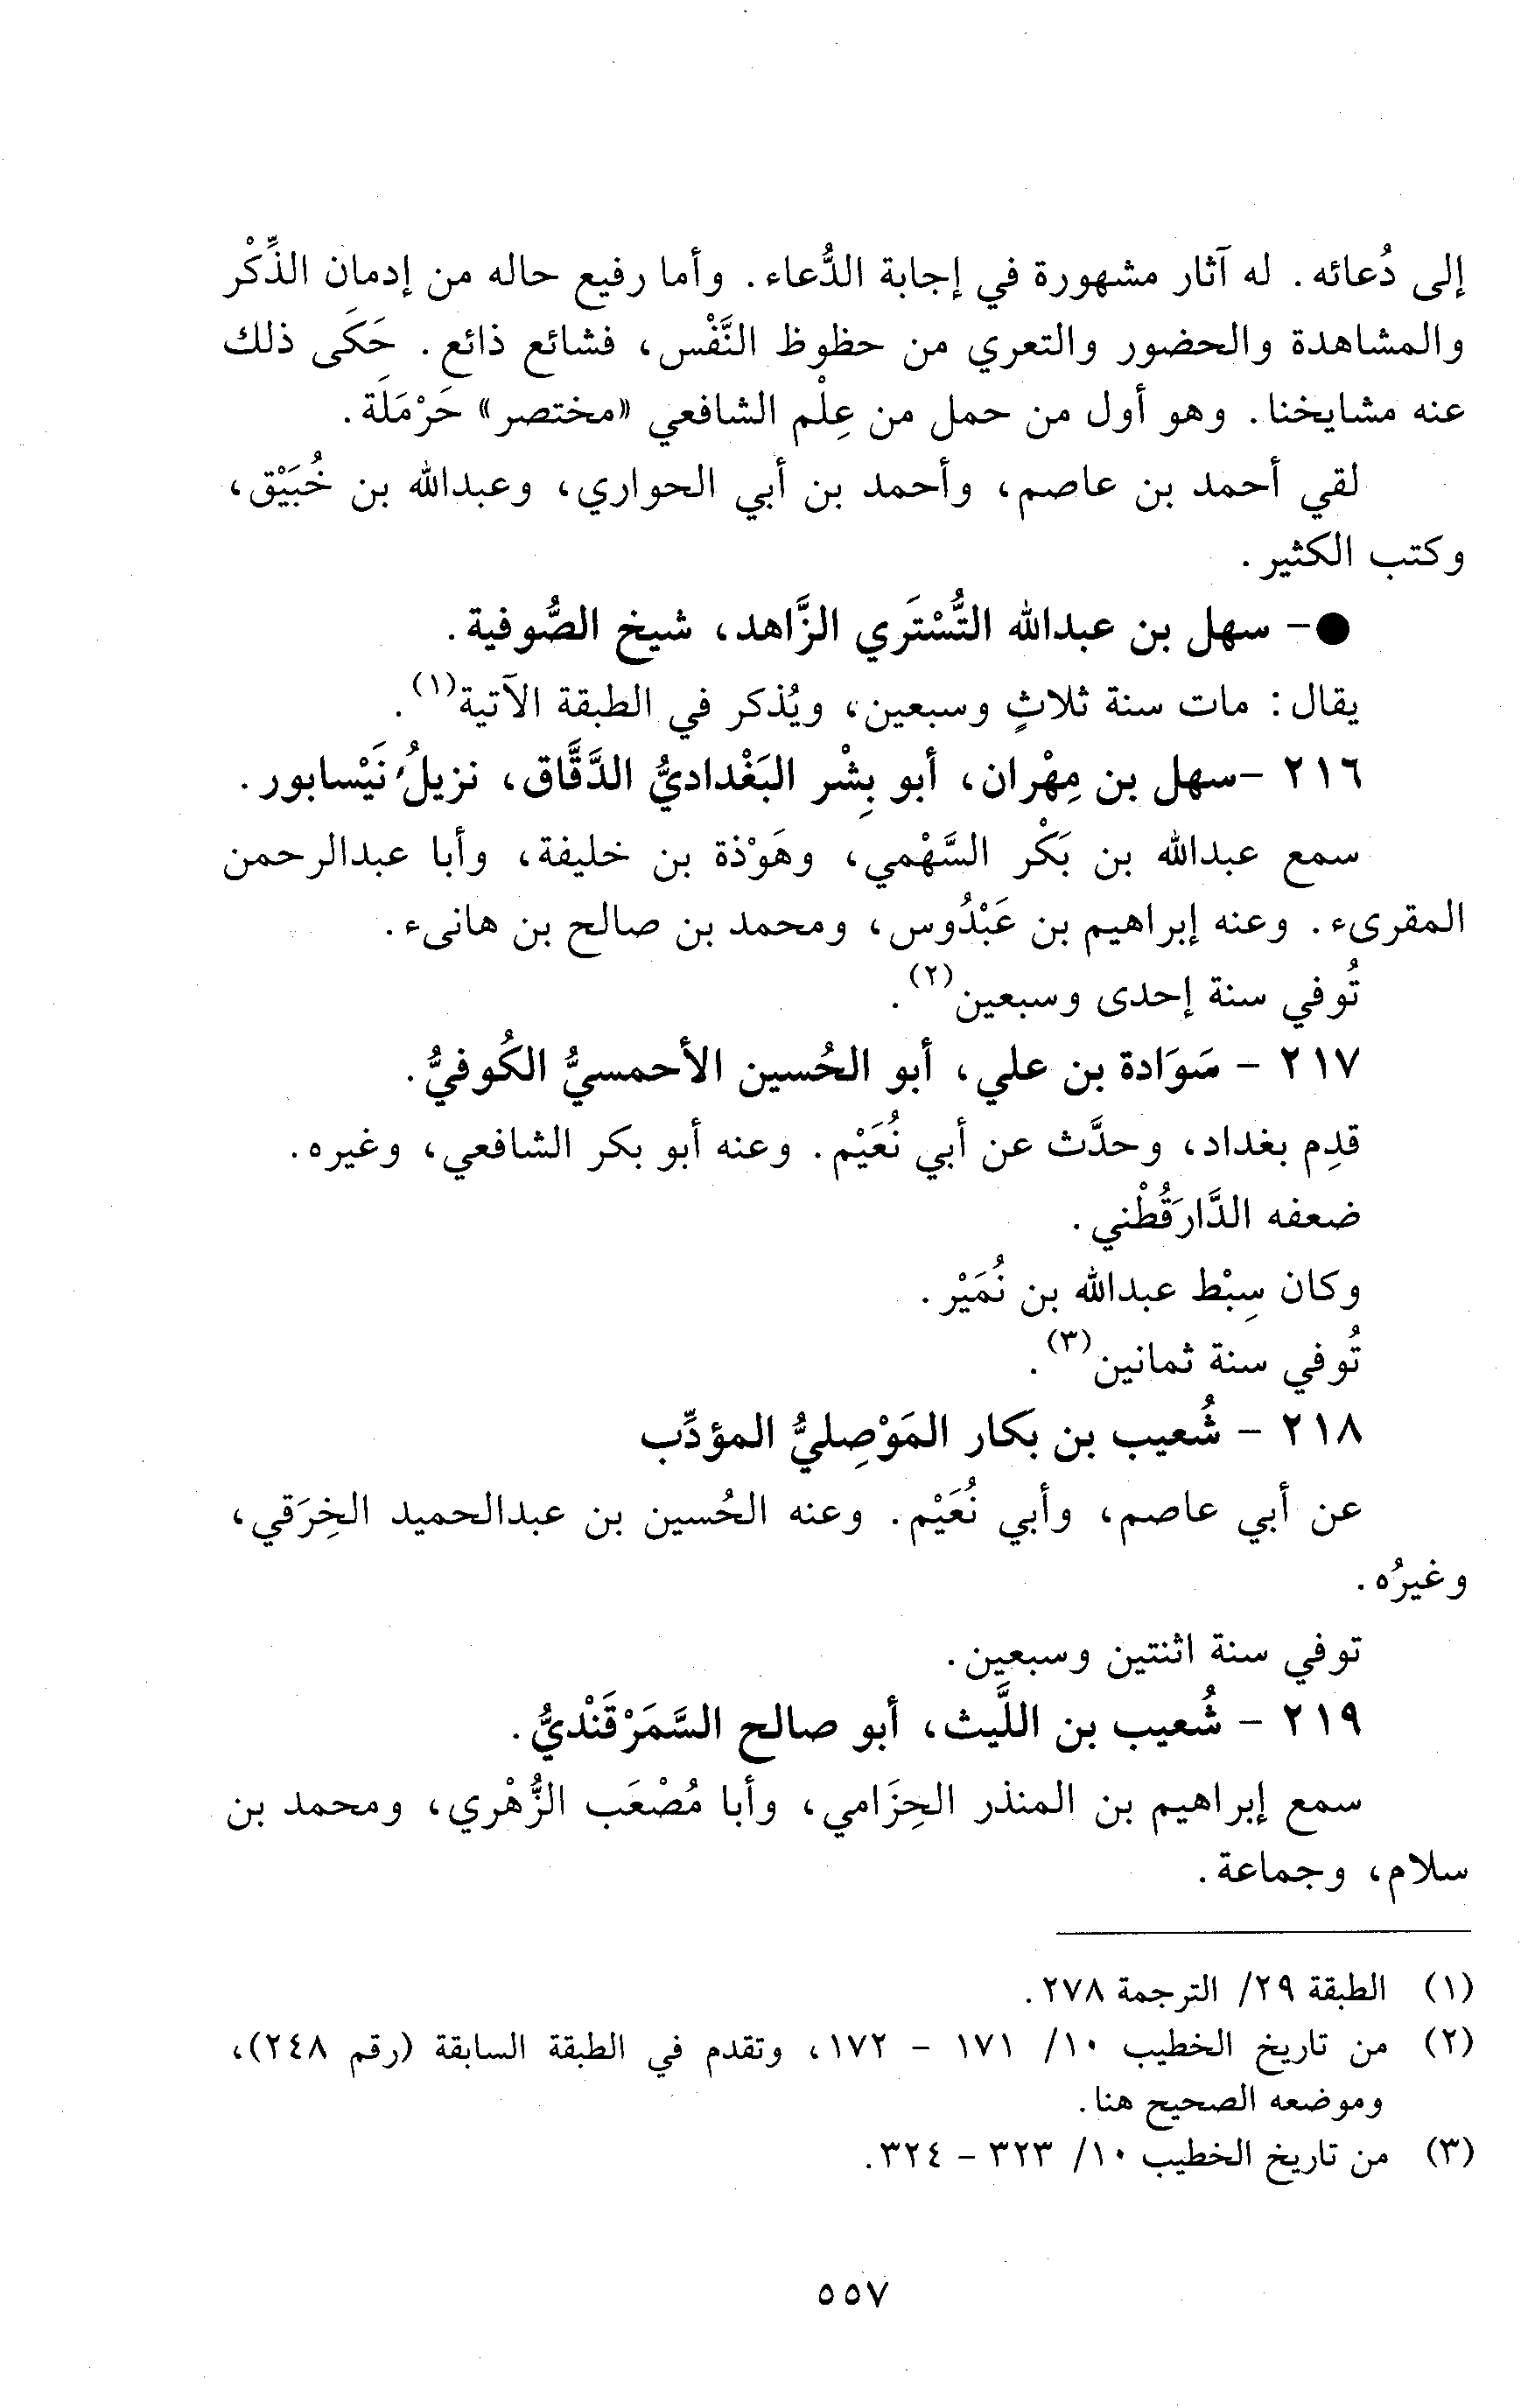 إلى دُعائه. له آثار مشهورة في إجابة الدُّعاء. وأما رفيع حاله من إدمان الذِّكْر
والمشاهدة والحضور والتعري من حظوظ النَّفْس، فشائع ذائع. حَكَى ذلك
عنه مشايخنا. وهو أول من حمل من عِلْم الشافعي «مختصر» حَرْمَلَة.
لقي أحمد بن عاصم، وأحمد بن أبي الحواري، وعبدالله بن خُبَيْق،
وكتب الكثير.
●- سهل بن عبدالله التُّسْتَري الزَّاهد، شيخ الصُّوفية.
يقال: مات سنة ثلاثٍ وسبعين، ويُذكر في الطبقة الآتية(١).
٢١٦ -سهل بن مِهْران، أبو بِشْر البَغْداديُّ الدَّقَّاق، نزيلُ نَيْسابور.
سمع عبدالله بن بَكْر السَّهْمي، وهَوْذة بن خليفة، وأبا عبدالرحمن
المقرىء. وعنه إبراهيم بن عَبْدُوس، ومحمد بن صالح بن هانىء.
تُوفي سنة إحدى وسبعين(٢).
٢١٧ - سَوَادة بن علي، أبو الحُسين الأحمسيُّ الكُوفيُّ.
قدِم بغداد، وحدَّث عن أبي نُعَيْم. وعنه أبو بكر الشافعي، وغيره.
ضعفه الدَّارَقُطْني.
وكان سِبْط عبدالله بن نُمَيْر.
تُوفي سنة ثمانين(٣).
٢١٨ - شُعيب بن بكار المَوْصِليُّ المؤدِّب
عن أبي عاصم، وأبي نُعَيْم. وعنه الحُسين بن عبدالحميد الخِرَقي،
وغيرُه.
توفي سنة اثنتين وسبعين.
٢١٩ - شُعيب بن اللَّيث، أبو صالح السَّمَرْقَنْديُّ.
سمع إبراهيم بن المنذر الحِزَامي، وأبا مُصْعَب الزُّهْري، ومحمد بن
سلام، وجماعة.
(١) الطبقة ٢٩/ الترجمة ٢٧٨.
(٢) من تاريخ الخطيب ١٠/ ١٧١ - ١٧٢، وتقدم في الطبقة السابقة (رقم ٢٤٨)،
وموضعه الصحيح هنا.
(٣) من تاريخ الخطيب ١٠/ ٣٢٣ - ٣٢٤.
٥٥٧